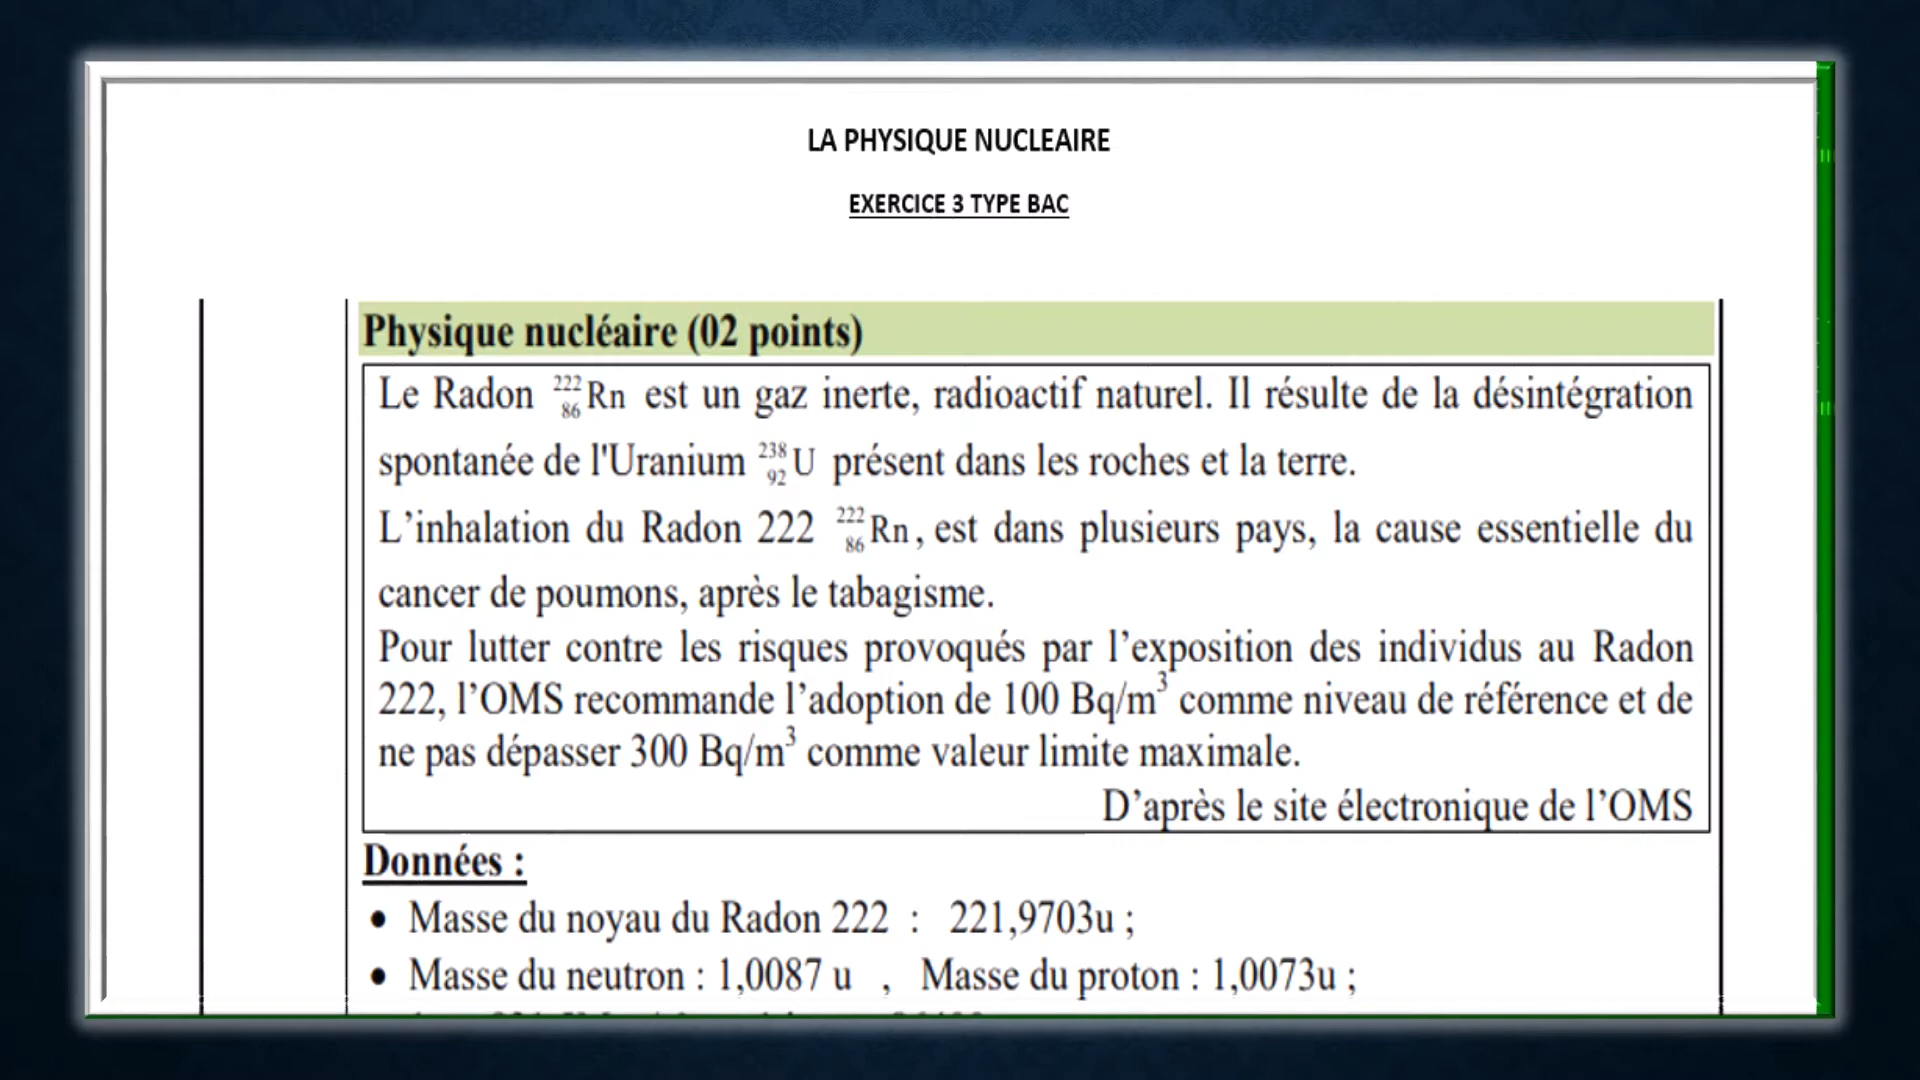 LA PHYSIQUE NUCLEAIRE
EXERCICE 3 TYPE BAC
Physique nucléaire (02 points)
Le Radon ²²²₈₆Rn est un gaz inerte, radioactif naturel. Il résulte de la désintégration
spontanée de l'Uranium ²³⁸₉₂U présent dans les roches et la terre.
L’inhalation du Radon 222 ²²²₈₆Rn, est dans plusieurs pays, la cause essentielle du
cancer de poumons, après le tabagisme.
Pour lutter contre les risques provoqués par l’exposition des individus au Radon
222, l’OMS recommande l’adoption de 100 Bq/m³ comme niveau de référence et de
ne pas dépasser 300 Bq/m³ comme valeur limite maximale.
D’après le site électronique de l’OMS
Données :
• Masse du noyau du Radon 222 : 221,9703u ;
• Masse du neutron : 1,0087 u , Masse du proton : 1,0073u ;